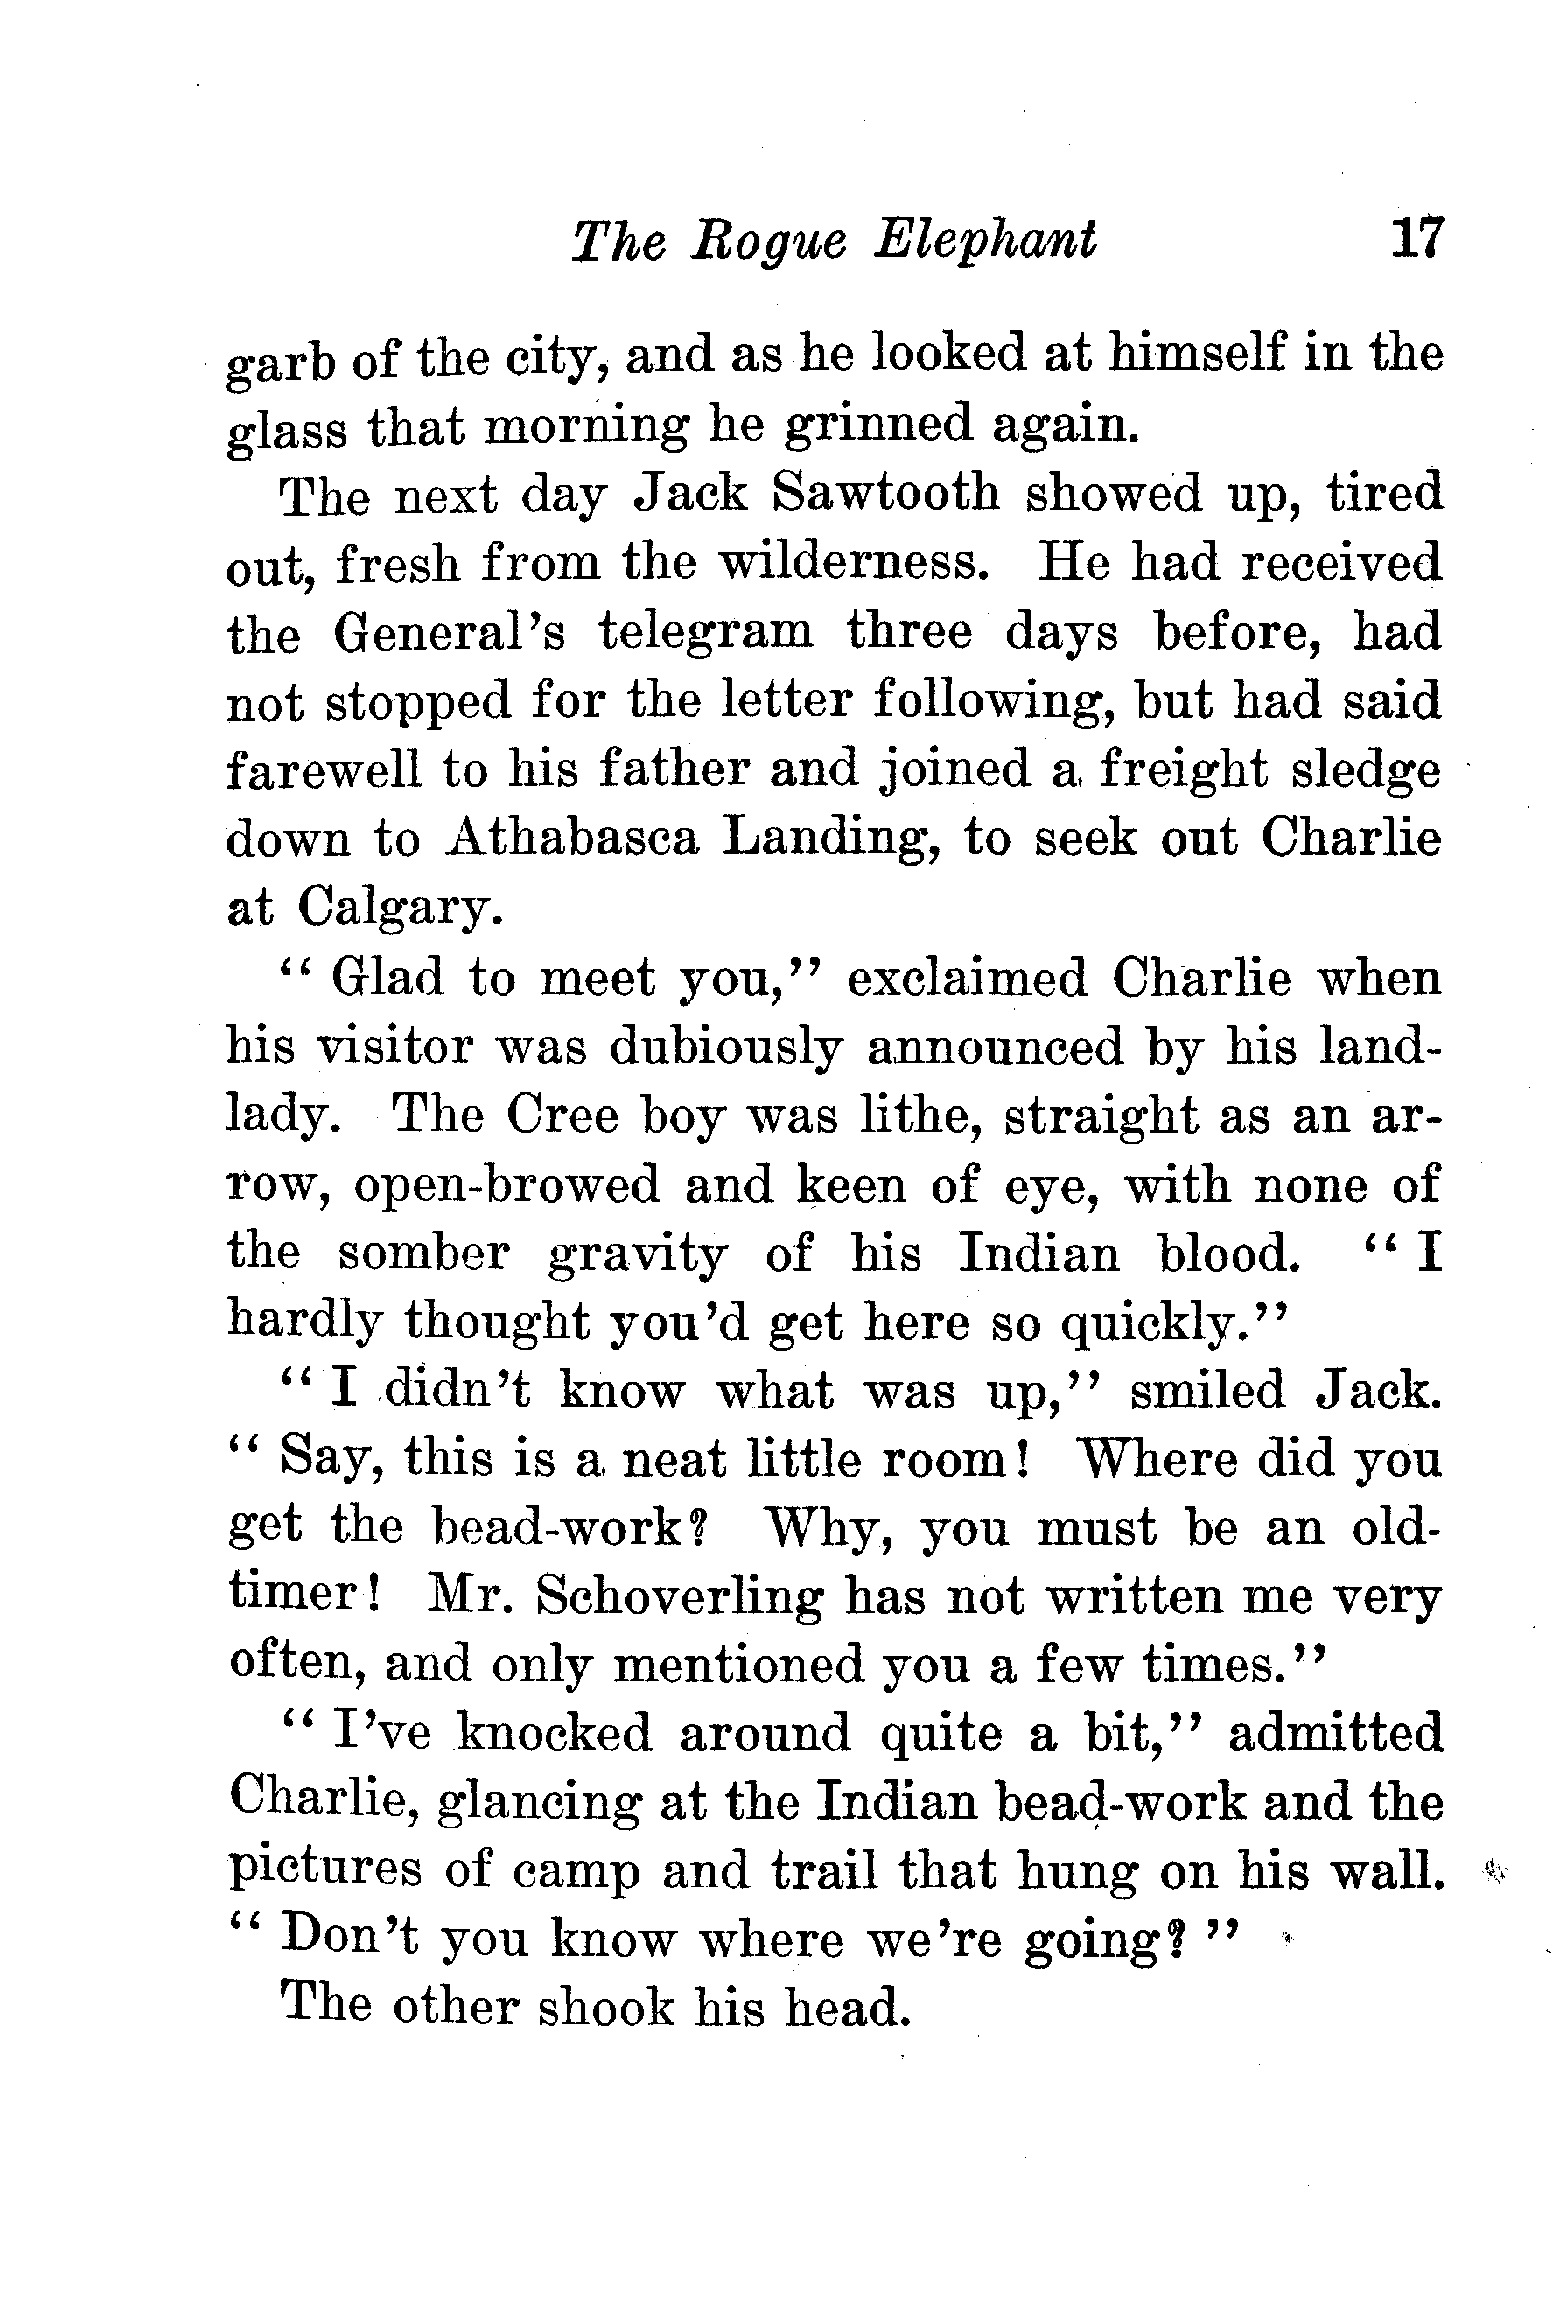 The Rogue Elephant 17
garb of the city, and as he looked at himself in the
glass that morning he grinned again.
The next day Jack Sawtooth showed up, tired
out, fresh from the wilderness. He had received
the General's telegram three days before, had
not stopped for the letter following, but had said
farewell to his father and joined a freight sledge
down to Athabasca Landing, to seek out Charlie
at Calgary.
"Glad to meet you," exclaimed Charlie when
his visitor was dubiously announced by his land-
lady. The Cree boy was lithe, straight as an ar-
row, open-browed and keen of eye, with none of
the somber gravity of his Indian blood. "I
hardly thought you'd get here so quickly."
"I didn't know what was up," smiled Jack.
"Say, this is a neat little room! Where did you
get the bead-work? Why, you must be an old-
timer! Mr. Schoverling has not written me very
often, and only mentioned you a few times."
"I've knocked around quite a bit," admitted
Charlie, glancing at the Indian bead-work and the
pictures of camp and trail that hung on his wall.
"Don't you know where we're going?"
The other shook his head.